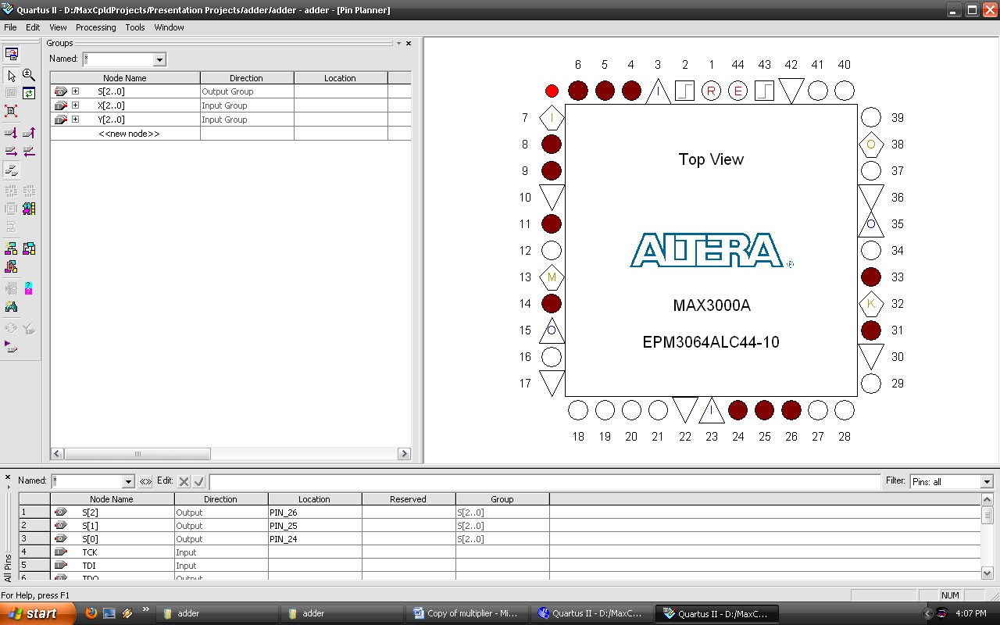 Quartus II - D:/MaxCpldProjects/Presentation Projects/adder/adder - adder - [Pin Planner]
File Edit View Processing Tools Window
Groups
Named: *
Node Name Direction Location
S[2..0] Output Group
X[2..0] Input Group
Y[2..0] Input Group
<<new node>>
6 5 4 3 2 1 44 43 42 41 40
I R E
7 I 39
8 O 38
9 37
10 36
11 O 35
12 34
13 M 33
14 K 32
15 O 31
16 30
17 29
I
18 19 20 21 22 23 24 25 26 27 28
Top View
ALTERA ®
MAX3000A
EPM3064ALC44-10
Named: * <<>> Edit: Filter: Pins: all
Node Name Direction Location Reserved Group
1 S[2] Output PIN_26 S[2..0]
2 S[1] Output PIN_25 S[2..0]
3 S[0] Output PIN_24 S[2..0]
4 TCK Input
5 TDI Input
6 TDO Output
All Pins
For Help, press F1 NUM
start adder adder Copy of multiplier - Mi... Quartus II - D:/MaxC... Quartus II - D:/MaxC... 4:07 PM